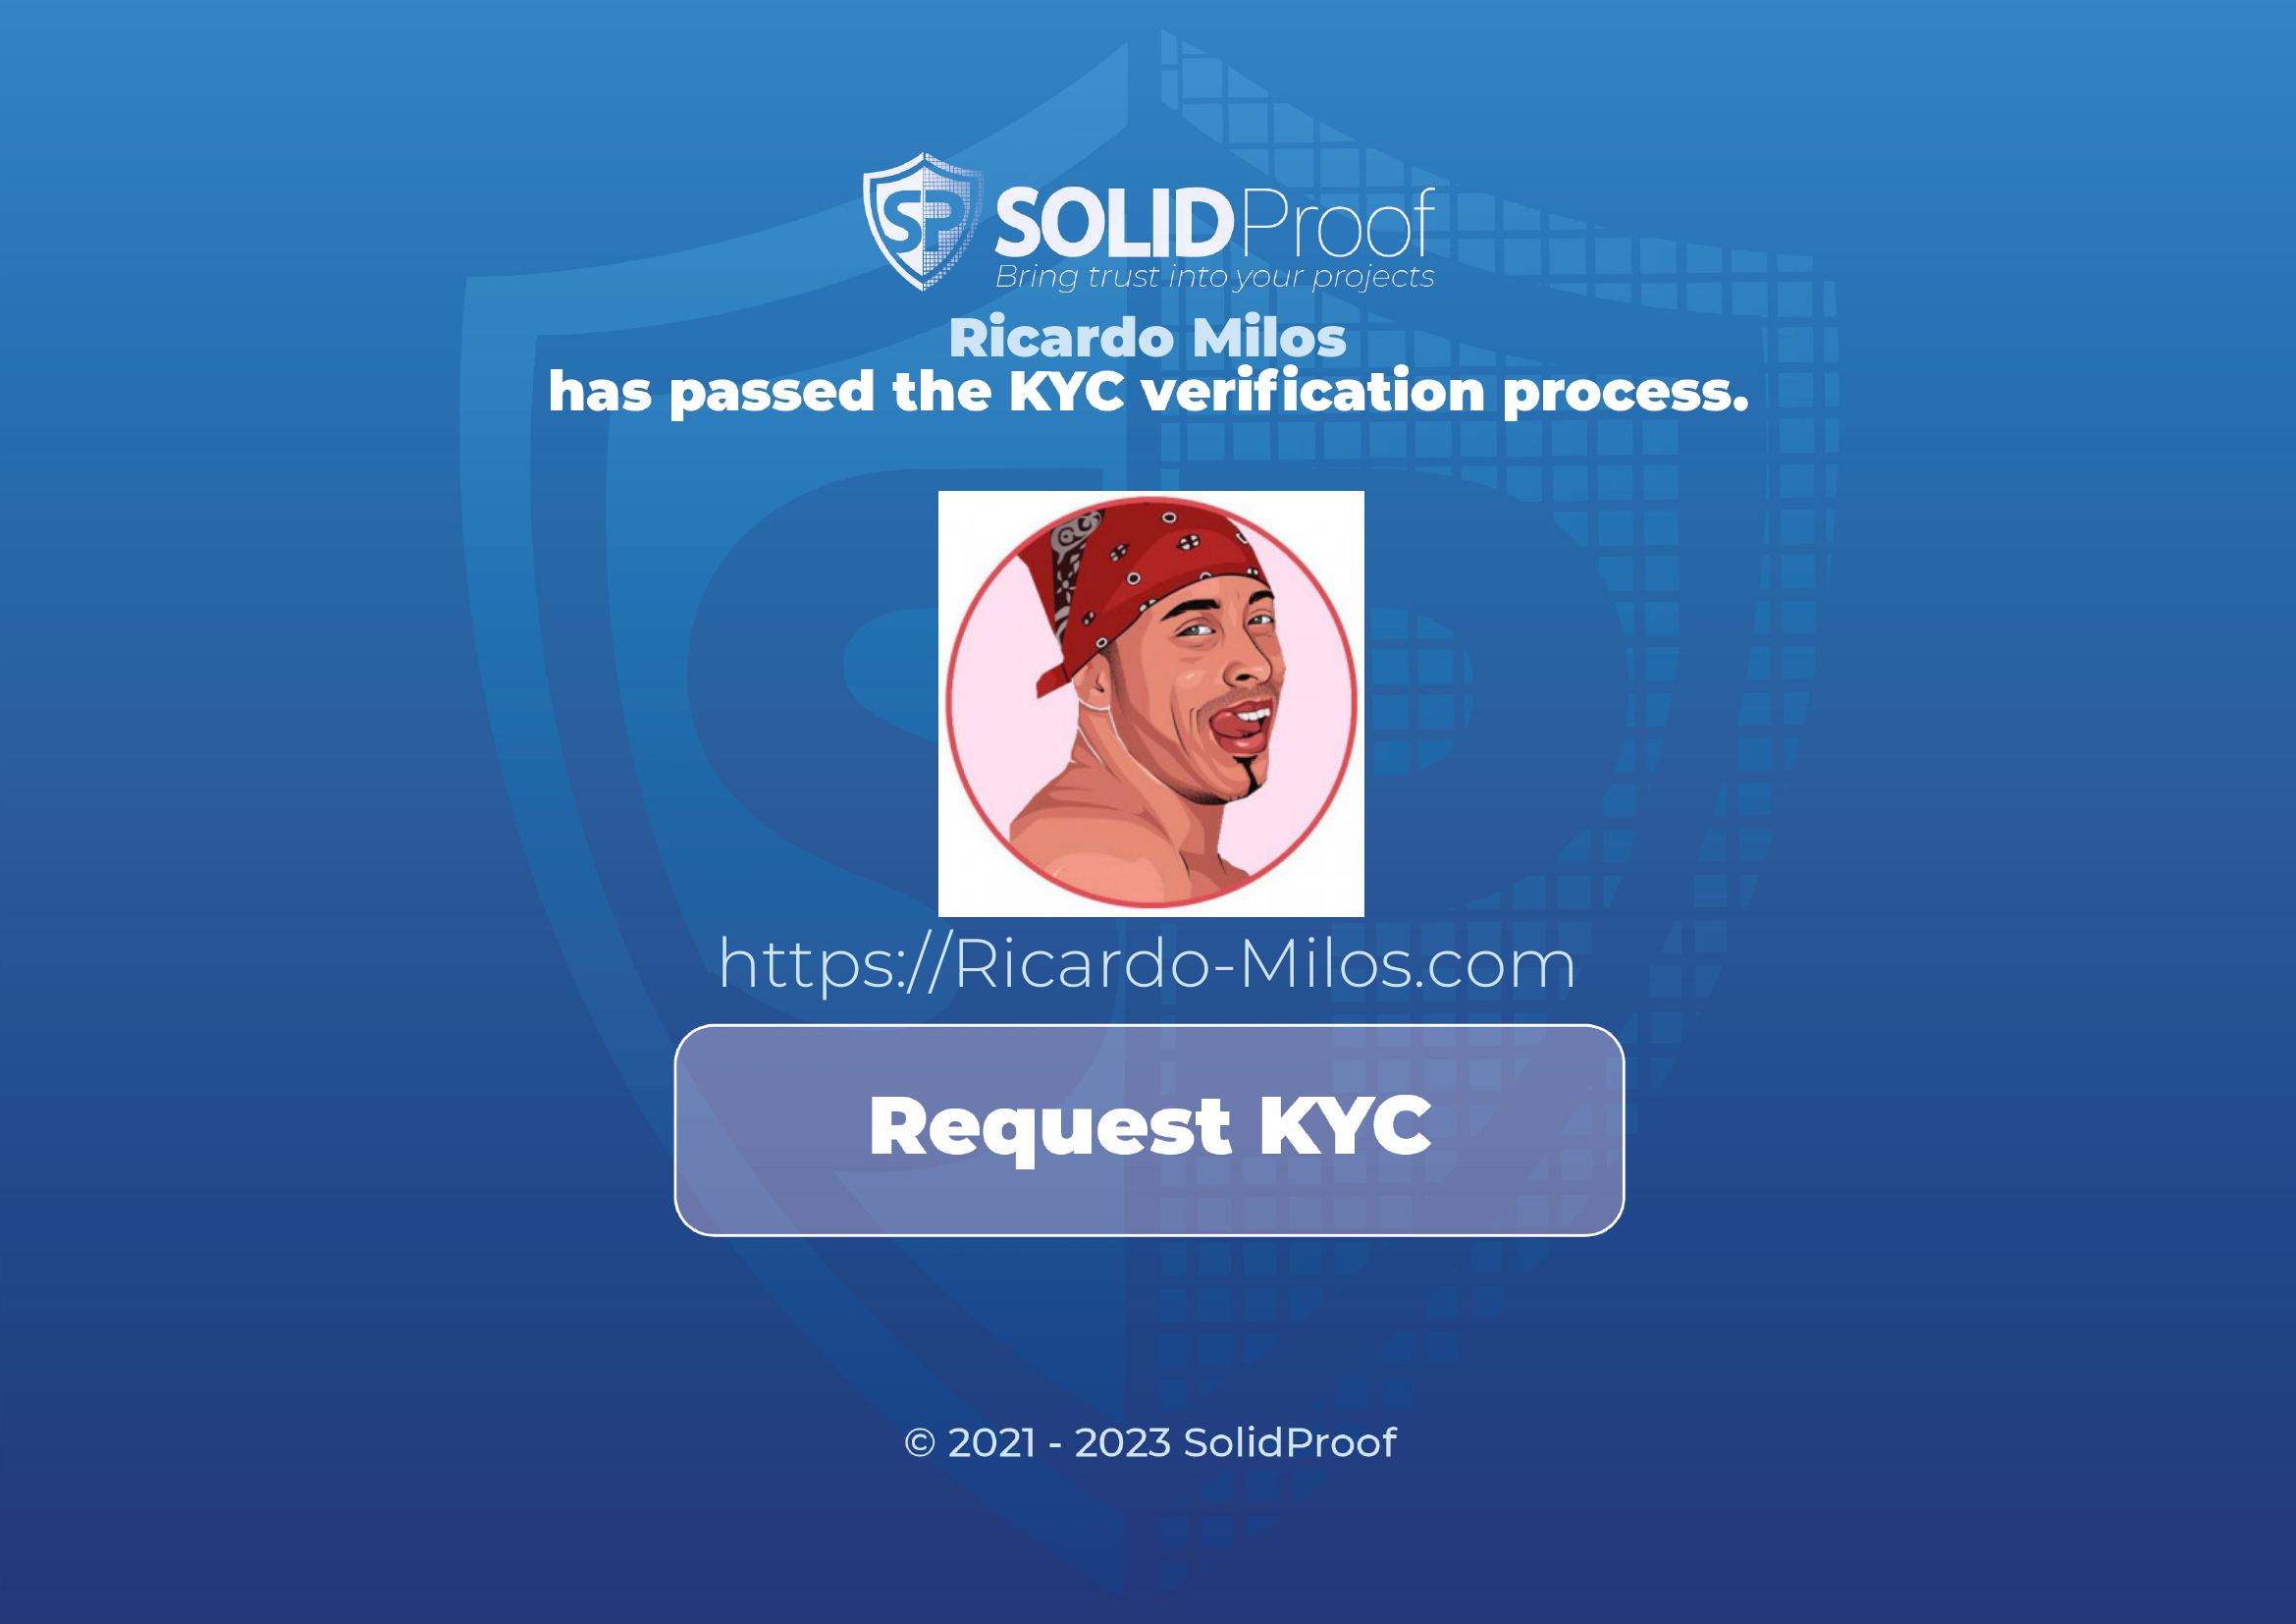 SP SOLIDProof
Bring trust into your projects
Ricardo Milos
has passed the KYC verification process.
https://Ricardo-Milos.com
Request KYC
© 2021 - 2023 SolidProof